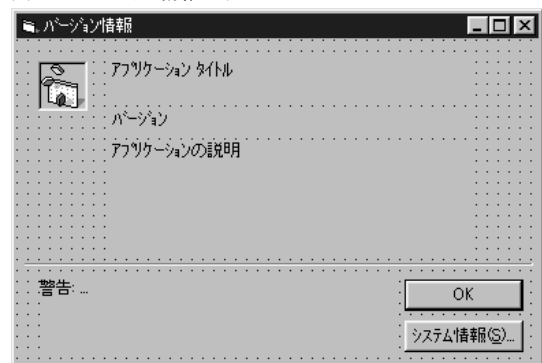 バージョン情報
アプリケーション タイトル
バージョン
アプリケーションの説明
警告: ...
OK
システム情報(S)...